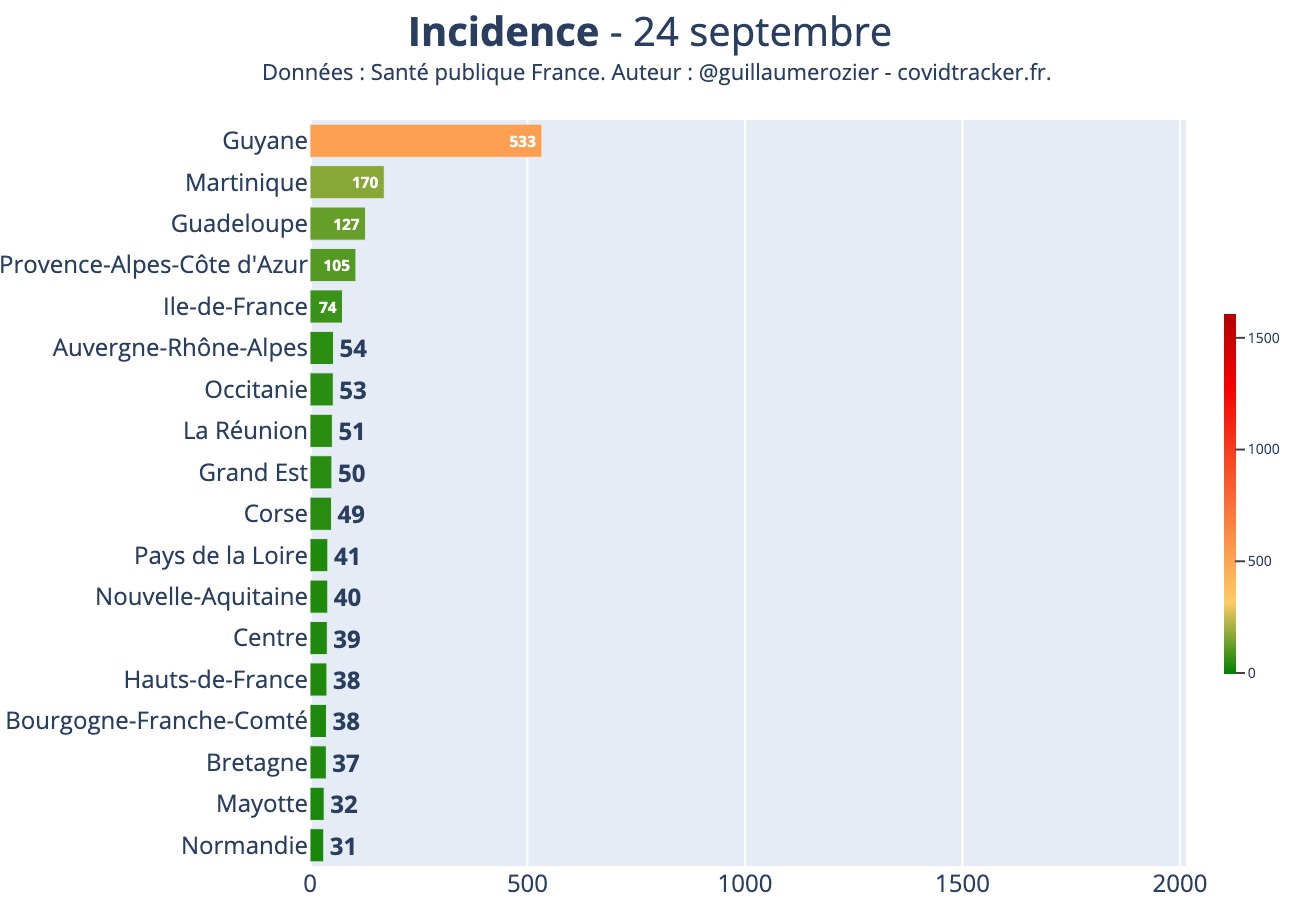 Incidence - 24 septembre
Données : Santé publique France. Auteur : @guillaumerozier - covidtracker.fr.
Guyane 533
Martinique 170
Guadeloupe 127
Provence-Alpes-Côte d'Azur 105
Ile-de-France 74
Auvergne-Rhône-Alpes 54
Occitanie 53
La Réunion 51
Grand Est 50
Corse 49
Pays de la Loire 41
Nouvelle-Aquitaine 40
Centre 39
Hauts-de-France 38
Bourgogne-Franche-Comté 38
Bretagne 37
Mayotte 32
Normandie 31
0 500 1000 1500 2000
1500
1000
500
0